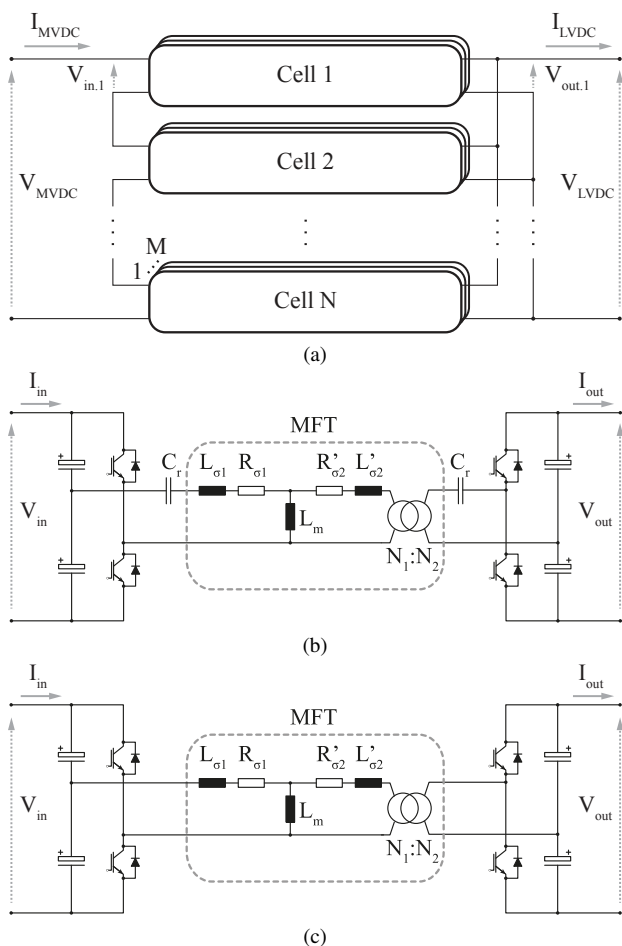 I_MVDC
I_LVDC
Cell 1
V_in.1
V_out.1
Cell 2
V_MVDC
V_LVDC
M
1
Cell N
(a)
I_in
I_out
MFT
C_r
L_σ1
R_σ1
R'_σ2
L'_σ2
C_r
V_in
L_m
V_out
N_1:N_2
+
+
+
+
(b)
I_in
I_out
MFT
L_σ1
R_σ1
R'_σ2
L'_σ2
V_in
L_m
V_out
N_1:N_2
+
+
+
+
(c)